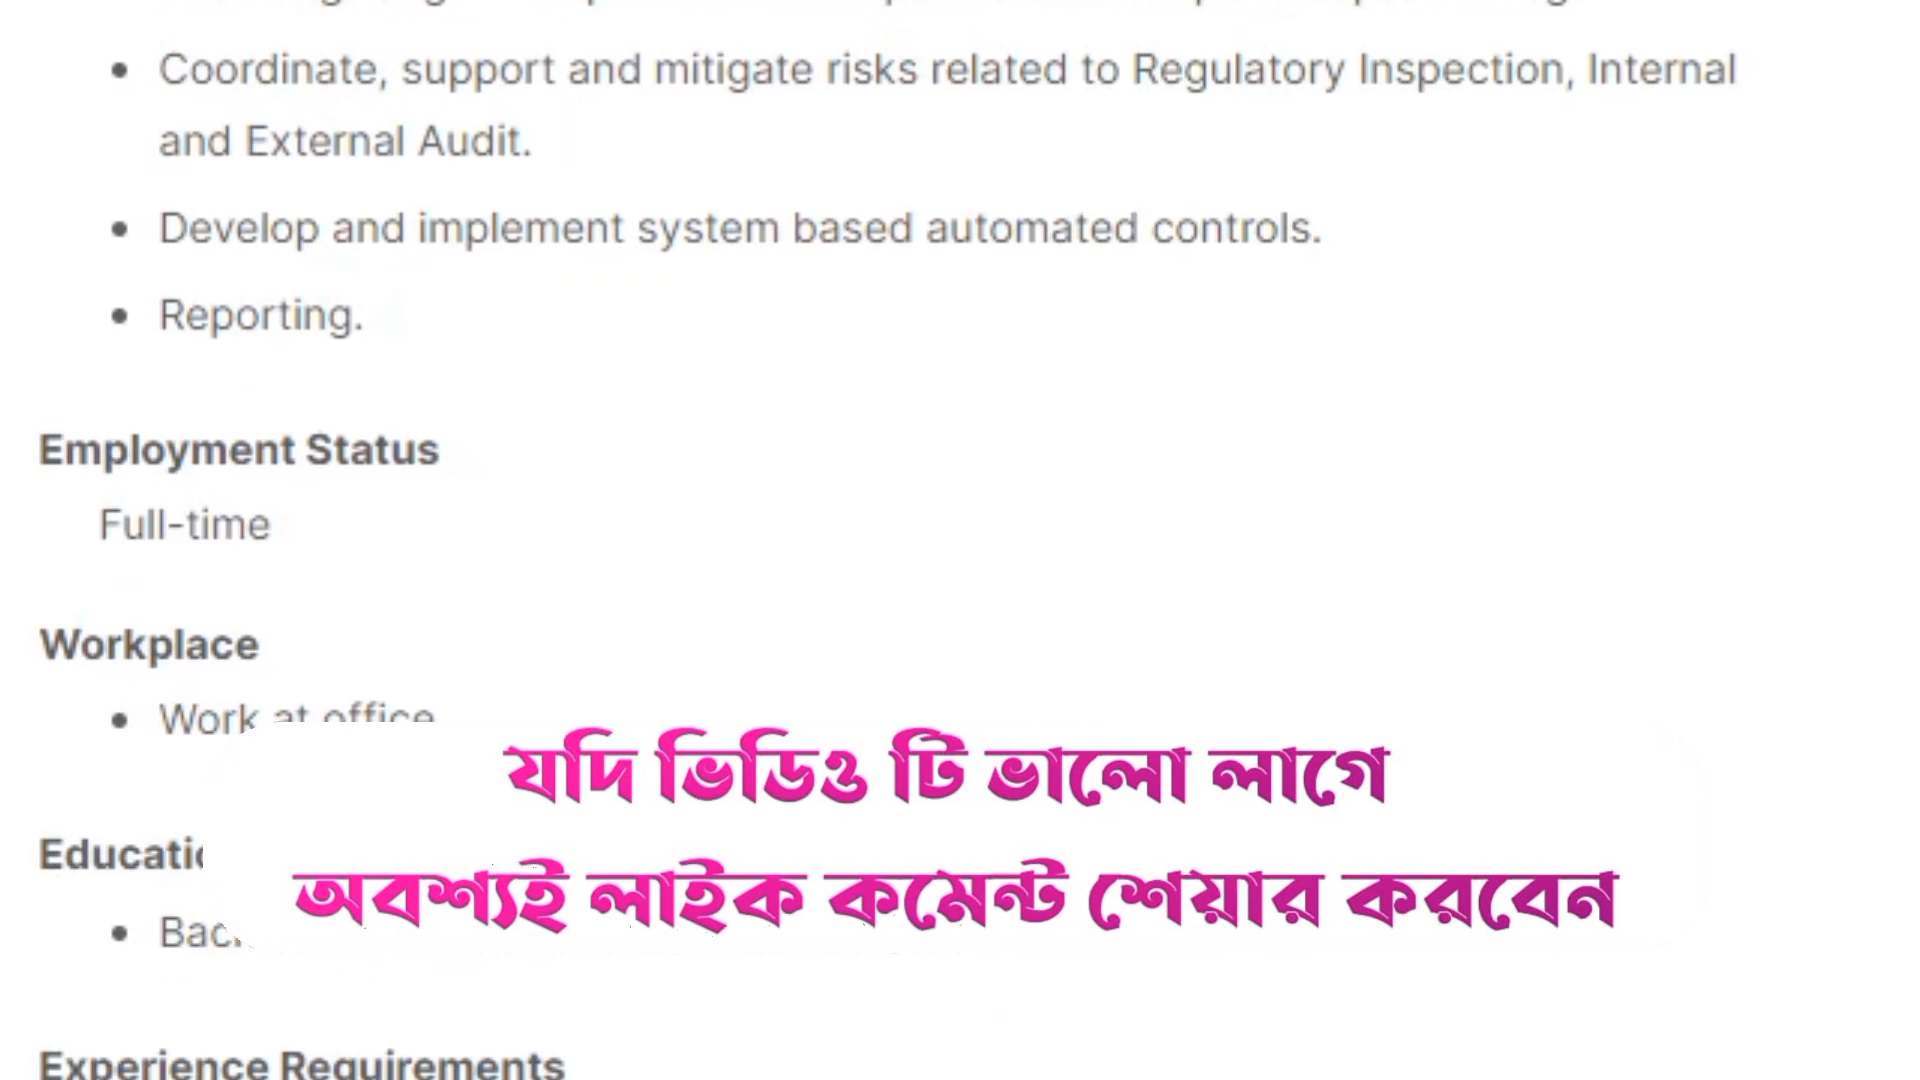 Coordinate, support and mitigate risks related to Regulatory Inspection, Internal
and External Audit.
Develop and implement system based automated controls.
Reporting.
Employment Status
Full-time
Workplace
Work at office
যদি ভিডিও টি ভালো লাগে
অবশ্যই লাইক কমেন্ট শেয়ার করবেন
Experience Requirements